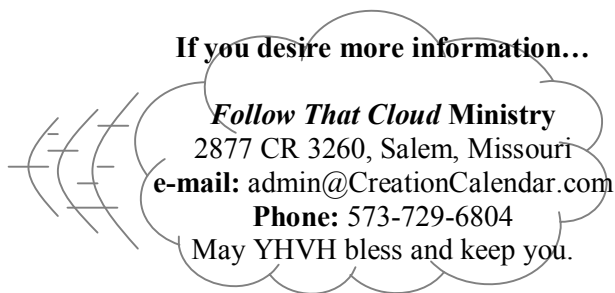 If you desire more information…
Follow That Cloud Ministry
2877 CR 3260, Salem, Missouri
e-mail: admin@CreationCalendar.com
Phone: 573-729-6804
May YHVH bless and keep you.